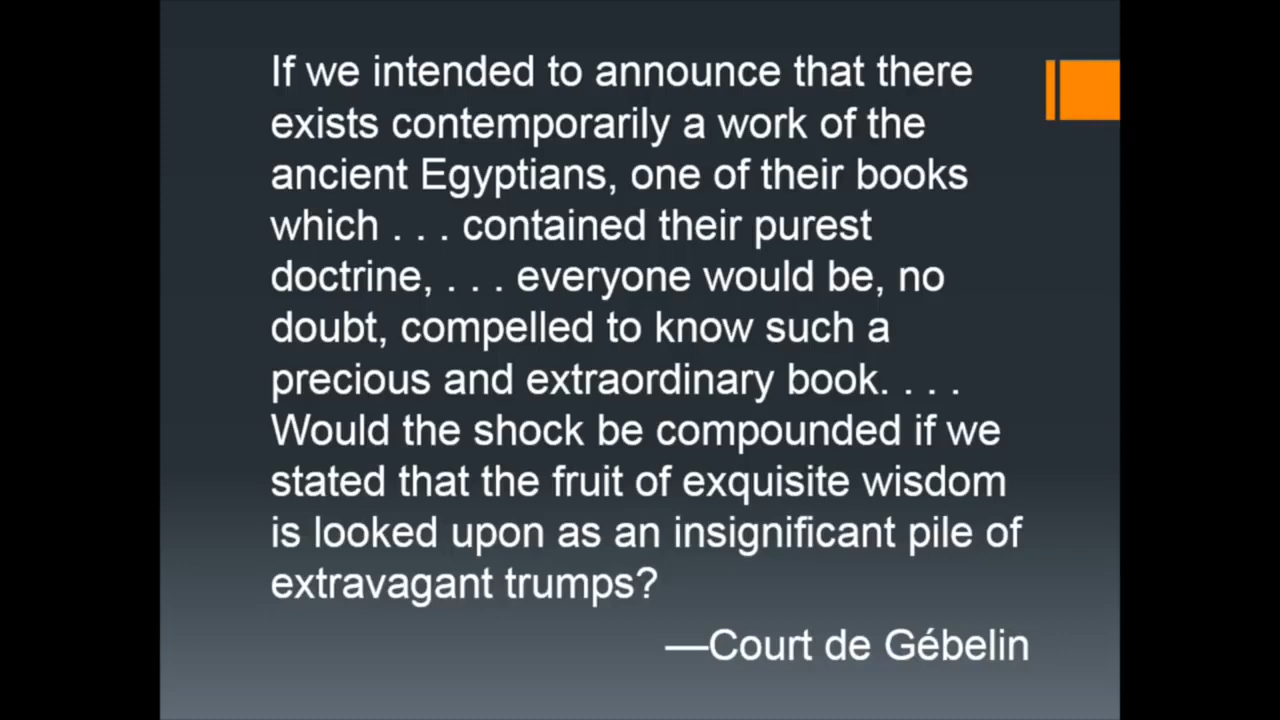 If we intended to announce that there
exists contemporarily a work of the
ancient Egyptians, one of their books
which . . . contained their purest
doctrine, . . . everyone would be, no
doubt, compelled to know such a
precious and extraordinary book. . . .
Would the shock be compounded if we
stated that the fruit of exquisite wisdom
is looked upon as an insignificant pile of
extravagant trumps?
—Court de Gébelin